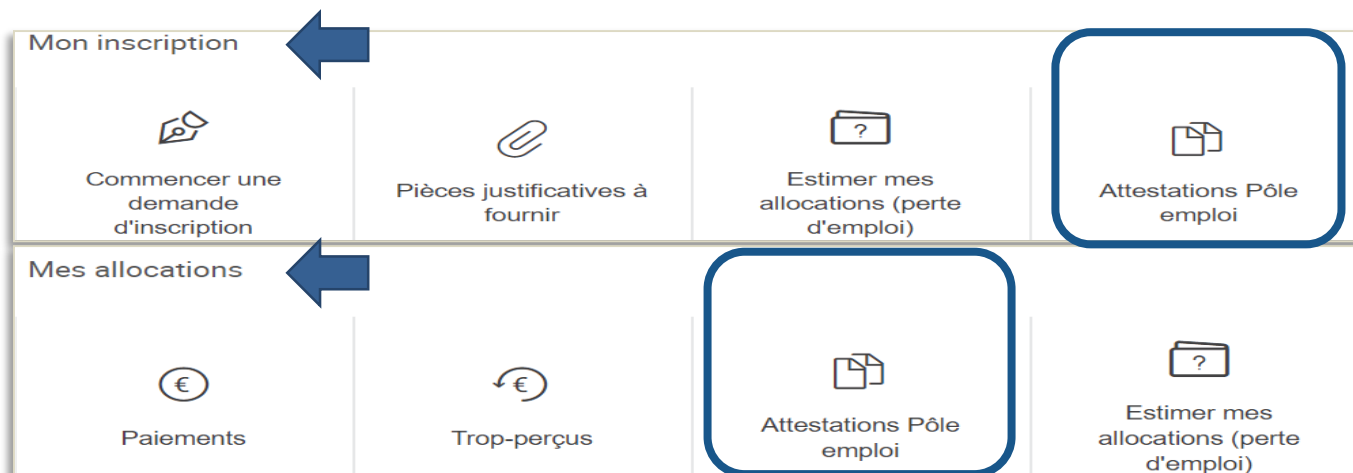 Mon inscription
Commencer une
demande
d'inscription
Pièces justificatives à
fournir
?
Estimer mes
allocations (perte
d'emploi)
Attestations Pôle
emploi
Mes allocations
€
Paiements
€
Trop-perçus
Attestations Pôle
emploi
?
Estimer mes
allocations (perte
d'emploi)